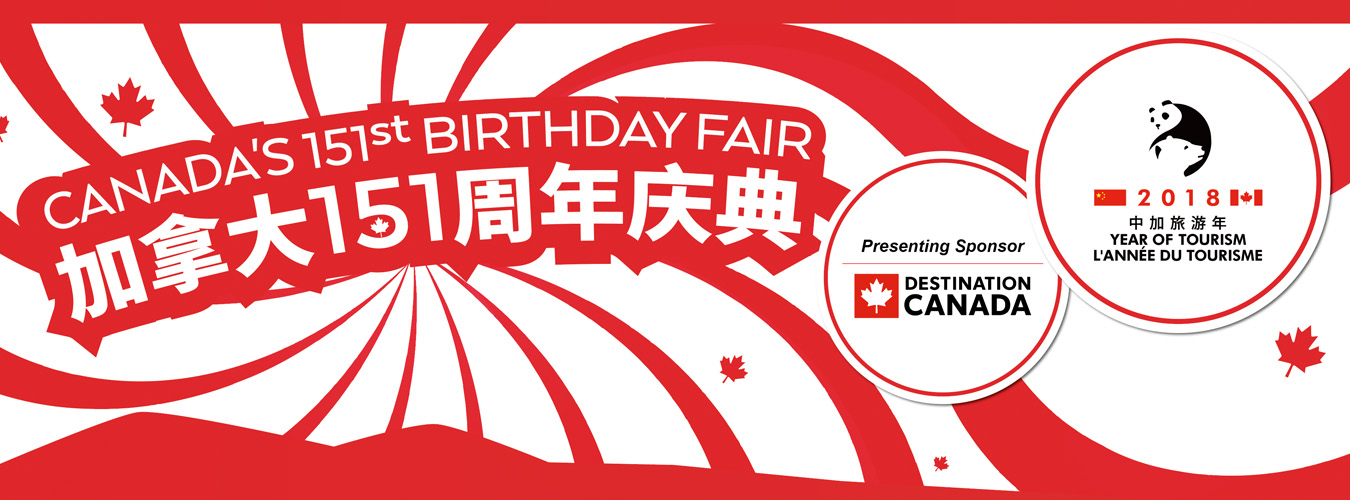 CANADA'S 151st BIRTHDAY FAIR
加拿大151周年庆典
Presenting Sponsor
DESTINATION
CANADA
2018
中加旅游年
YEAR OF TOURISM
L'ANNÉE DU TOURISME